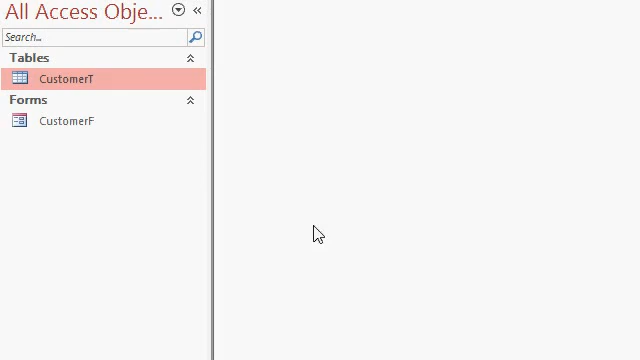 All Access Obje...
Search...
Tables
CustomerT
Forms
CustomerF